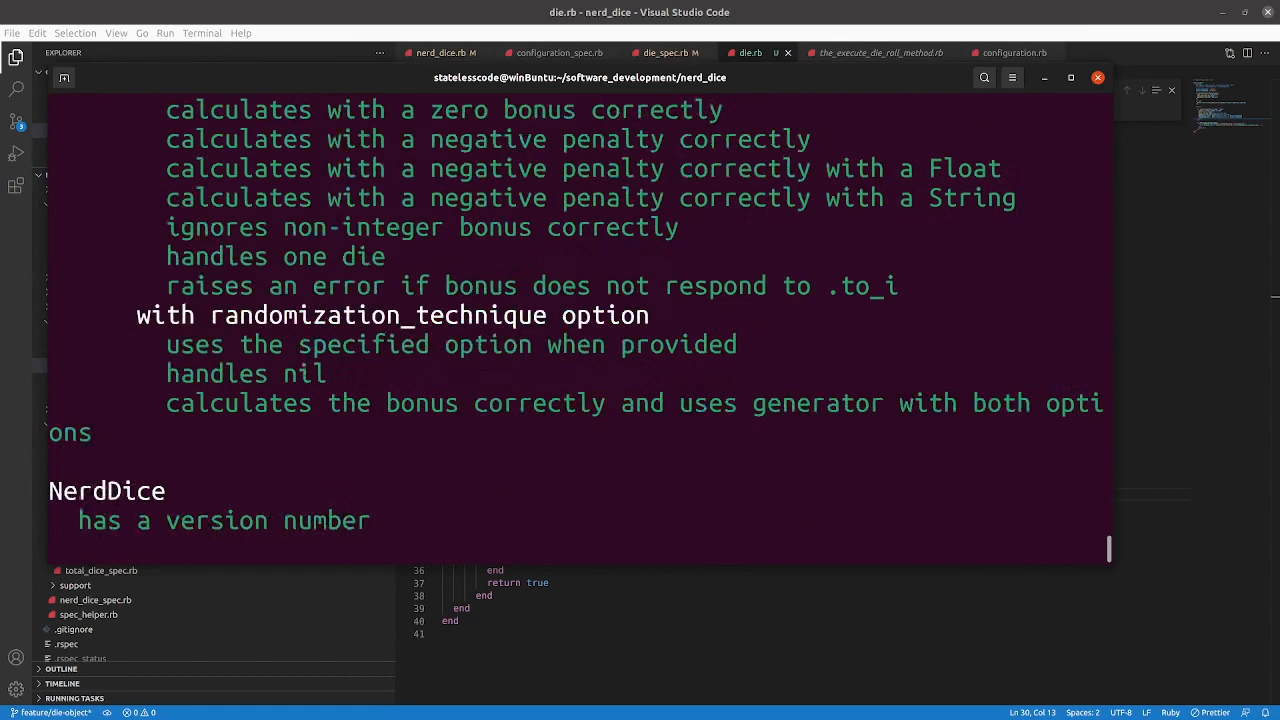 die.rb - nerd_dice - Visual Studio Code
File Edit Selection View Go Run Terminal Help
EXPLORER
nerd_dice.rb M configuration_spec.rb die_spec.rb M die.rb U the_execute_die_roll_method.rb configuration.rb
statelesscode@winBuntu:~/software_development/nerd_dice
calculates with a zero bonus correctly
calculates with a negative penalty correctly
calculates with a negative penalty correctly with a Float
calculates with a negative penalty correctly with a String
ignores non-integer bonus correctly
handles one die
raises an error if bonus does not respond to .to_i
with randomization_technique option
uses the specified option when provided
handles nil
calculates the bonus correctly and uses generator with both opti
ons
NerdDice
has a version number
total_dice_spec.rb
support
nerd_dice_spec.rb
spec_helper.rb
.gitignore
.rspec
.rspec_status
OUTLINE
TIMELINE
RUNNING TASKS
36 end
37 return true
38 end
39 end
40 end
41
3
feature/die-object* 0 0 Ln 30, Col 13 Spaces: 2 UTF-8 LF Ruby Prettier